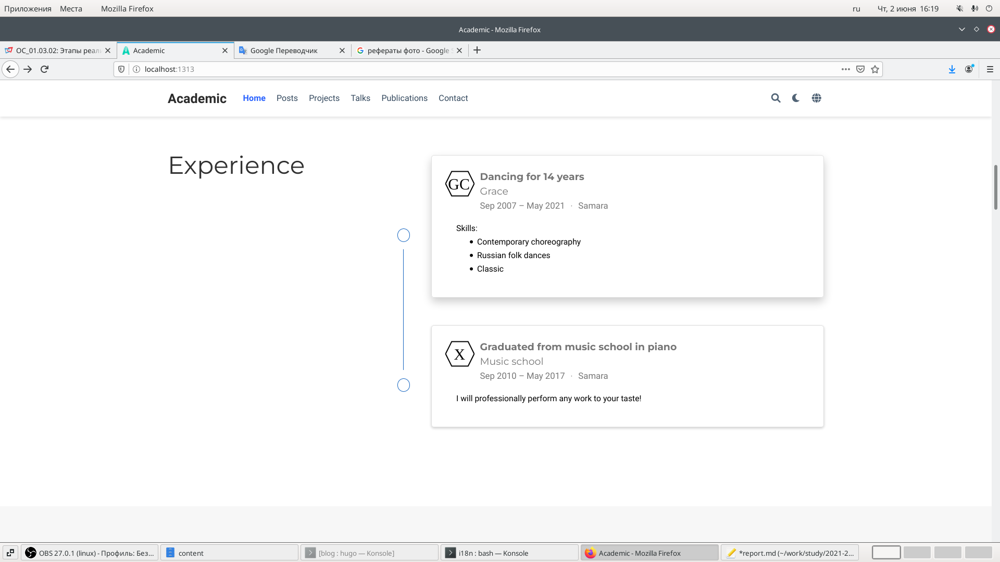 Приложения Места Mozilla Firefox ru Чт, 2 июня 16:19
Academic - Mozilla Firefox
ОС_01.03.02: Этапы реал Academic Google Переводчик рефераты фото - Google
localhost:1313
Academic Home Posts Projects Talks Publications Contact
Experience
GC
Dancing for 14 years
Grace
Sep 2007 – May 2021 · Samara
Skills:
• Contemporary choreography
• Russian folk dances
• Classic
X
Graduated from music school in piano
Music school
Sep 2010 – May 2017 · Samara
I will professionally perform any work to your taste!
OBS 27.0.1 (linux) - Профиль: Без... content [blog : hugo — Konsole] i18n : bash — Konsole Academic - Mozilla Firefox *report.md (~/work/study/2021-2...